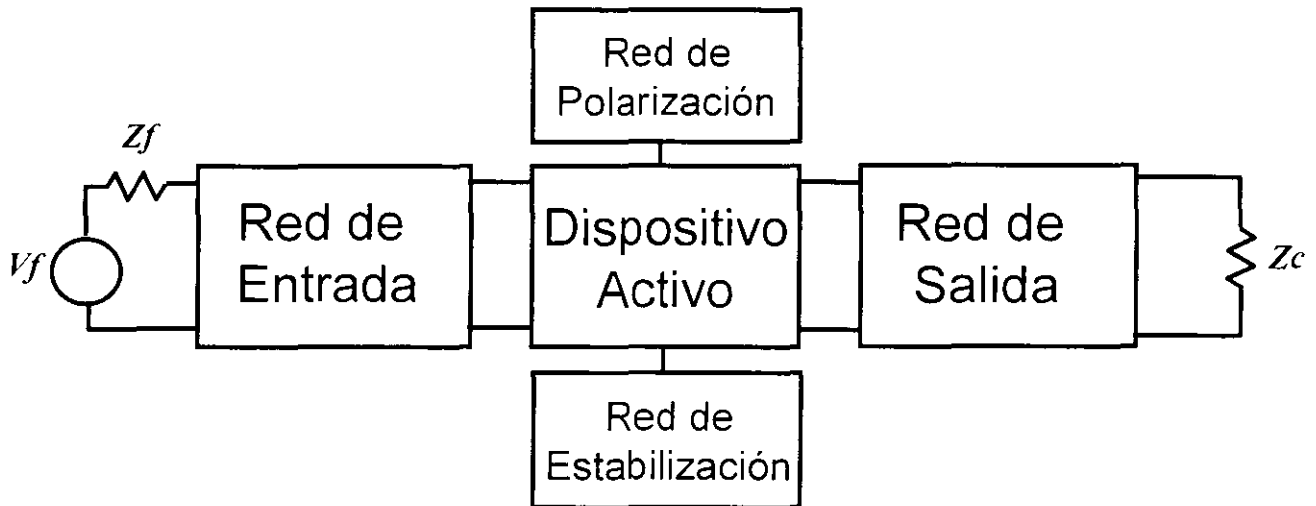 Red de
Polarización
Zf
Vf
Red de
Entrada
Dispositivo
Activo
Red de
Salida
Zc
Red de
Estabilización